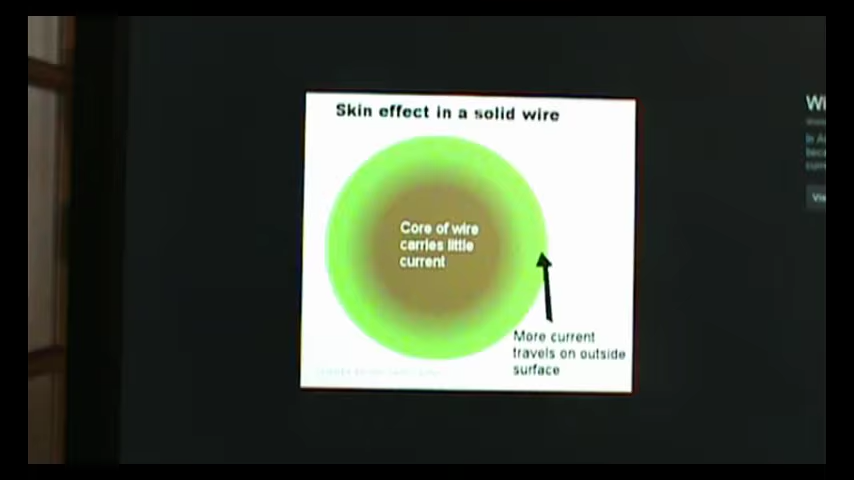 Skin effect in a solid wire
Core of wire
carries little
current
More current
travels on outside
surface